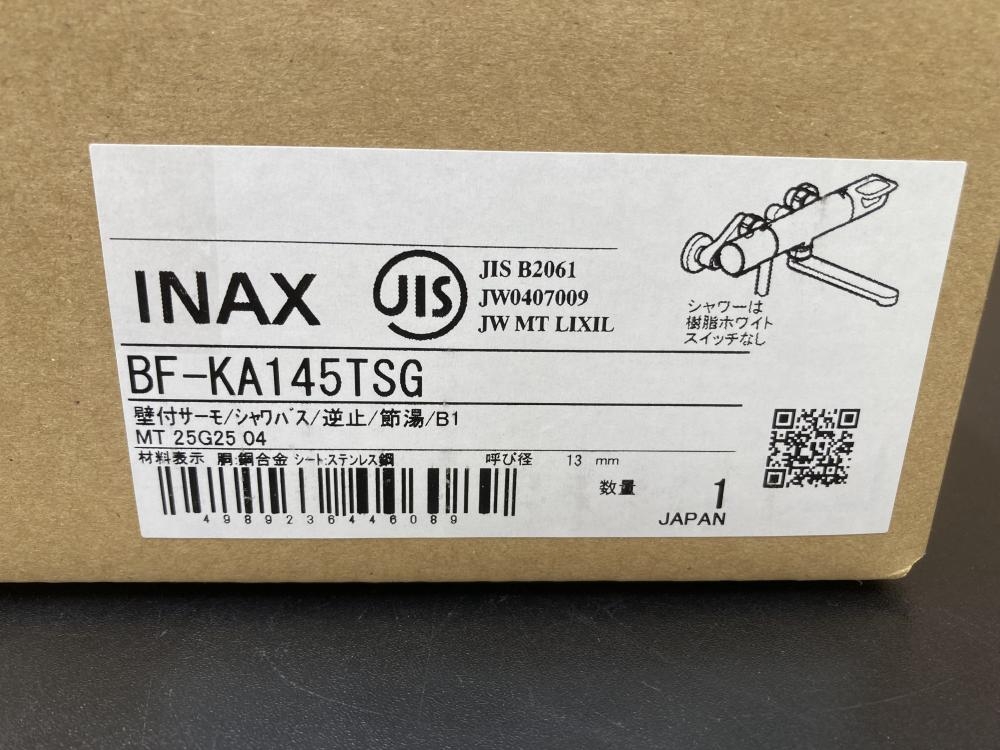 INAX
JIS
JIS B2061
JW0407009
JW MT LIXIL
シャワーは
樹脂ホワイト
スイッチなし
BF-KA145TSG
壁付サーモ/シャワバス/逆止/節湯/B1
MT 25G25 04
材料表示 胴:銅合金 シート:ステンレス鋼 呼び径 13 mm
数量 1
4989236446089
JAPAN